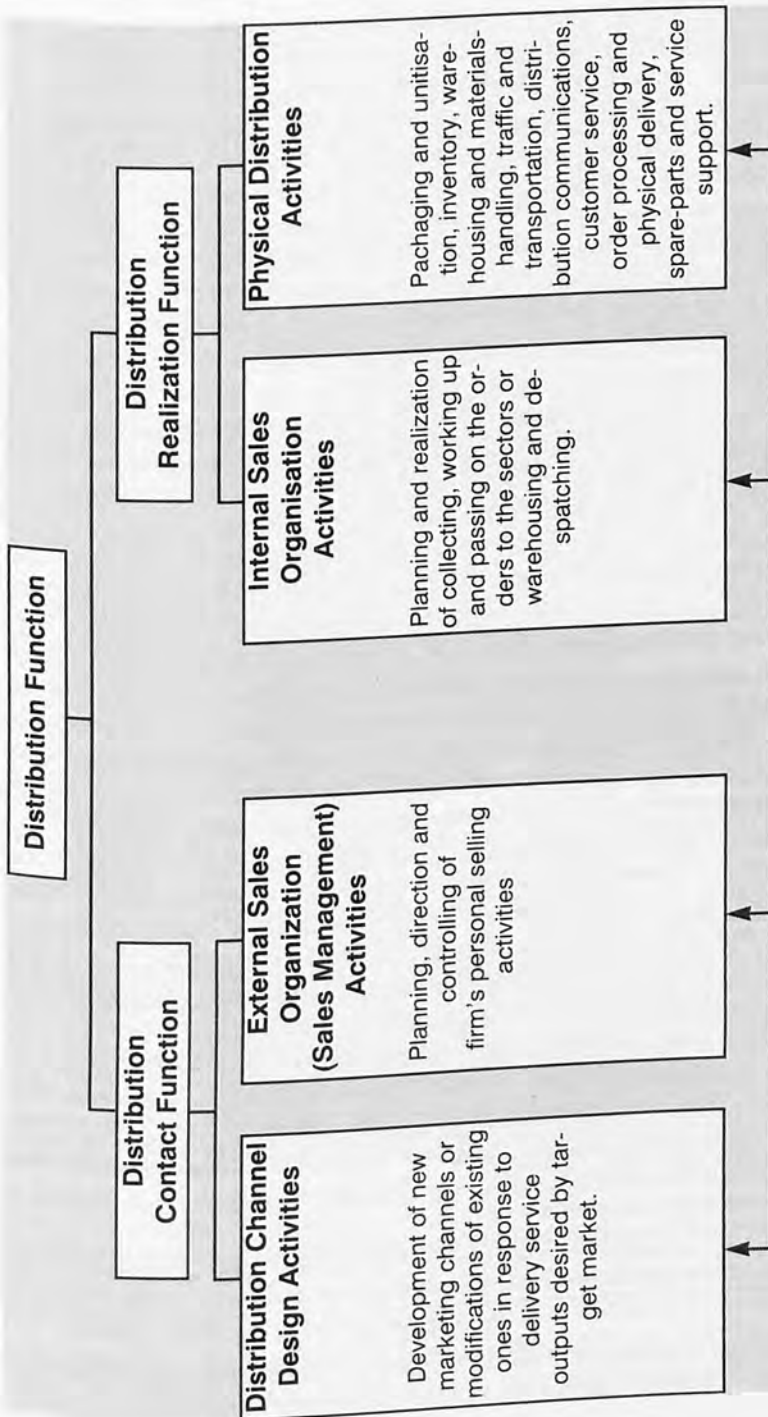 Distribution Function
Distribution
Contact Function
Distribution
Realization Function
Distribution Channel
Design Activities
Development of new
marketing channels or
modifications of existing
ones in response to
delivery service
outputs desired by tar-
get market.
External Sales
Organization
(Sales Management)
Activities
Planning, direction and
controlling of
firm's personal selling
activities
Internal Sales
Organisation
Activities
Planning and realization
of collecting, working up
and passing on the or-
ders to the sectors or
warehousing and de-
spatching.
Physical Distribution
Activities
Pachaging and unitisa-
tion, inventory, ware-
housing and materials-
handling, traffic and
transportation, distri-
bution communications,
customer service,
order processing and
physical delivery,
spare-parts and service
support.